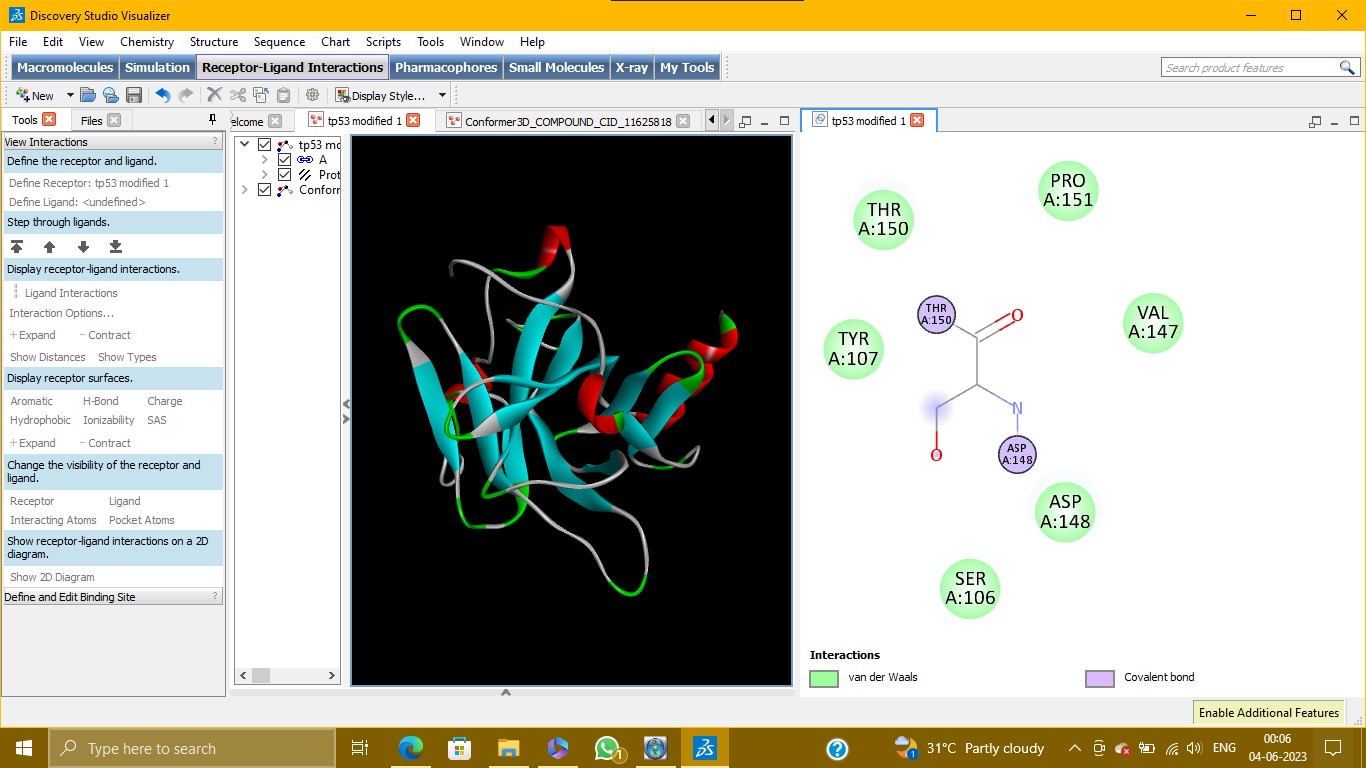 Discovery Studio Visualizer
File Edit View Chemistry Structure Sequence Chart Scripts Tools Window Help
Macromolecules Simulation Receptor-Ligand Interactions Pharmacophores Small Molecules X-ray My Tools
Search product features
New Display Style...
Tools Files
elcome tp53 modified 1 Conformer3D_COMPOUND_CID_11625818
tp53 modified 1
View Interactions ?
Define the receptor and ligand.
Define Receptor: tp53 modified 1
Define Ligand: <undefined>
Step through ligands.
Display receptor-ligand interactions.
Ligand Interactions
Interaction Options...
+Expand −Contract
Show Distances Show Types
Display receptor surfaces.
Aromatic H-Bond Charge
Hydrophobic Ionizability SAS
+Expand −Contract
Change the visibility of the receptor and
ligand.
Receptor Ligand
Interacting Atoms Pocket Atoms
Show receptor-ligand interactions on a 2D
diagram.
Show 2D Diagram
Define and Edit Binding Site ?
tp53 mo
A
Prot
Confor
PRO
A:151
THR
A:150
THR
A:150
O
VAL
A:147
TYR
A:107
N
O
ASP
A:148
ASP
A:148
SER
A:106
Interactions
van der Waals
Covalent bond
Enable Additional Features
Type here to search
1
1
31°C Partly cloudy
ENG
00:06
04-06-2023